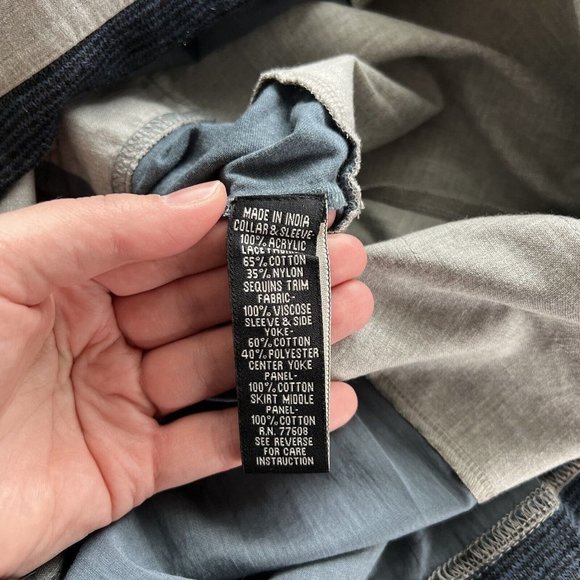 MADE IN INDIA
COLLAR & SLEEVE-
100% ACRYLIC
LACE FABRIC-
65% COTTON
35% NYLON
SEQUINS TRIM
FABRIC-
100% VISCOSE
SLEEVE & SIDE
YOKE-
60% COTTON
40% POLYESTER
CENTER YOKE
PANEL-
100% COTTON
SKIRT MIDDLE
PANEL-
100% COTTON
R.N. 77608
SEE REVERSE
FOR CARE
INSTRUCTION